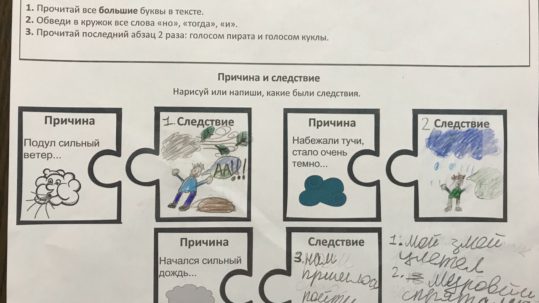 1. Прочитай все большие буквы в тексте.
2. Обведи в кружок все слова «но», «тогда», «и».
3. Прочитай последний абзац 2 раза: голосом пирата и голосом куклы.
Причина и следствие
Нарисуй или напиши, какие были следствия.
Причина
Подул сильный
ветер...
1. Следствие
АА!!!
Причина
Набежали тучи,
стало очень
темно...
2 Следствие
Причина
Начался сильный
дождь...
Следствие
3. нам
пришлось
пойти
1. мой змей
улетел
2.